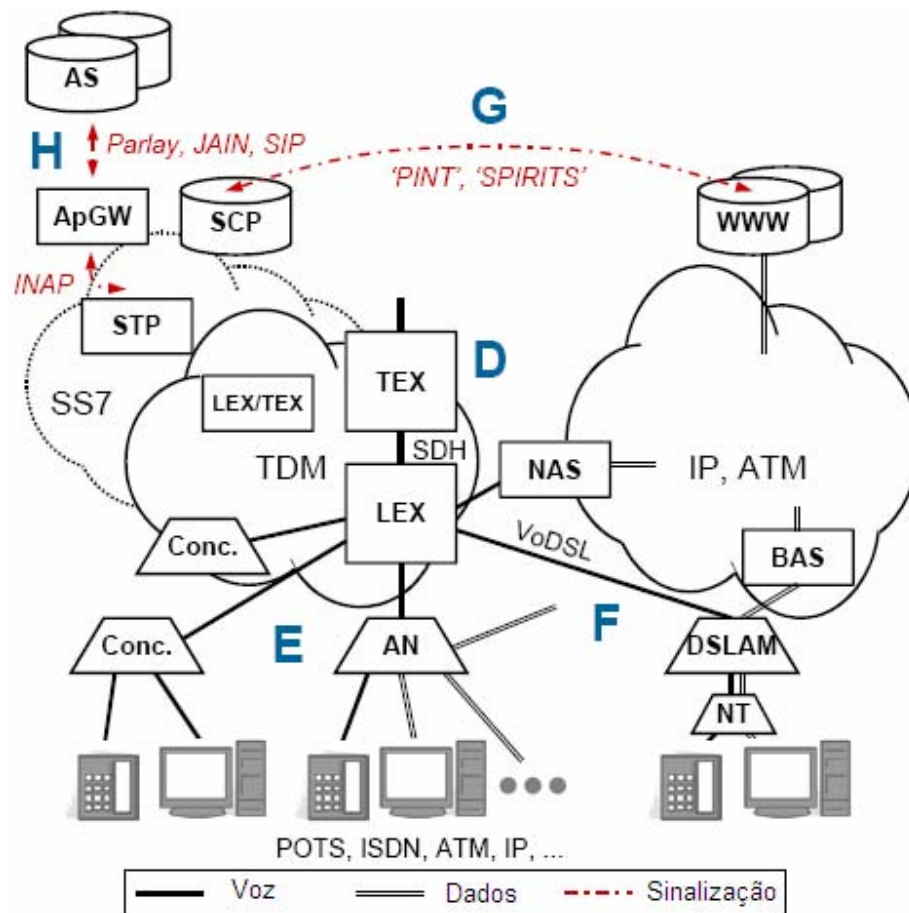 AS
G
H
Parlay, JAIN, SIP
'PINT', 'SPIRITS'
ApGW
SCP
WWW
INAP
STP
TEX
D
SS7
LEX/TEX
SDH
TDM
NAS
IP, ATM
LEX
VoDSL
Conc.
BAS
E
F
Conc.
AN
DSLAM
NT
POTS, ISDN, ATM, IP, ...
Voz
Dados
Sinalização